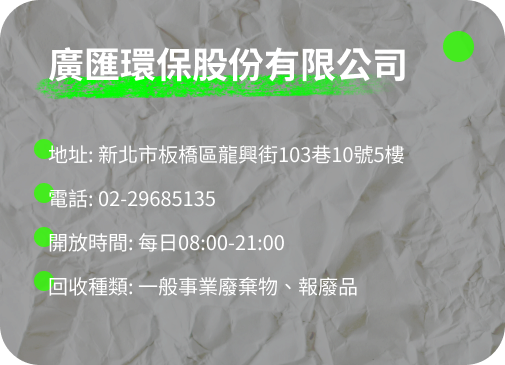 廣匯環保股份有限公司
地址: 新北市板橋區龍興街103巷10號5樓
電話: 02-29685135
開放時間: 每日08:00-21:00
回收種類: 一般事業廢棄物、報廢品